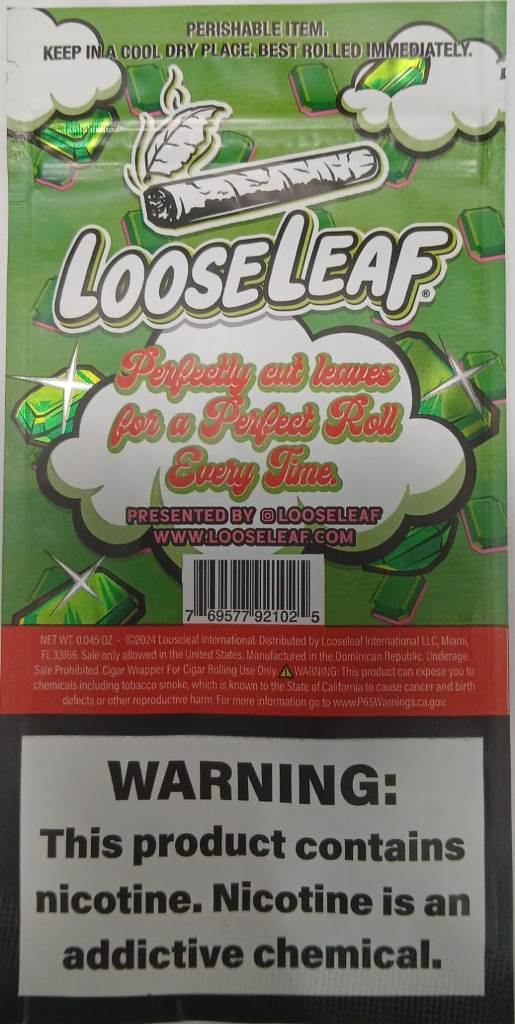 PERISHABLE ITEM.
KEEP IN A COOL DRY PLACE. BEST ROLLED IMMEDIATELY.
LOOSELEAF®
Perfectly cut leaves
for a Perfect Roll
Every Time.
PRESENTED BY @LOOSELEAF
WWW.LOOSELEAF.COM
7 69577 92102 5
NET WT. 0.045 OZ - ©2024 Looseleaf International. Distributed by Looseleaf International LLC, Miami,
FL 33166. Sale only allowed in the United States. Manufactured in the Dominican Republic. Underage
Sale Prohibited. Cigar Wrapper For Cigar Rolling Use Only. ⚠ WARNING: This product can expose you to
chemicals including tobacco smoke, which is known to the State of California to cause cancer and birth
defects or other reproductive harm. For more information go to www.P65Warnings.ca.gov.
WARNING:
This product contains
nicotine. Nicotine is an
addictive chemical.